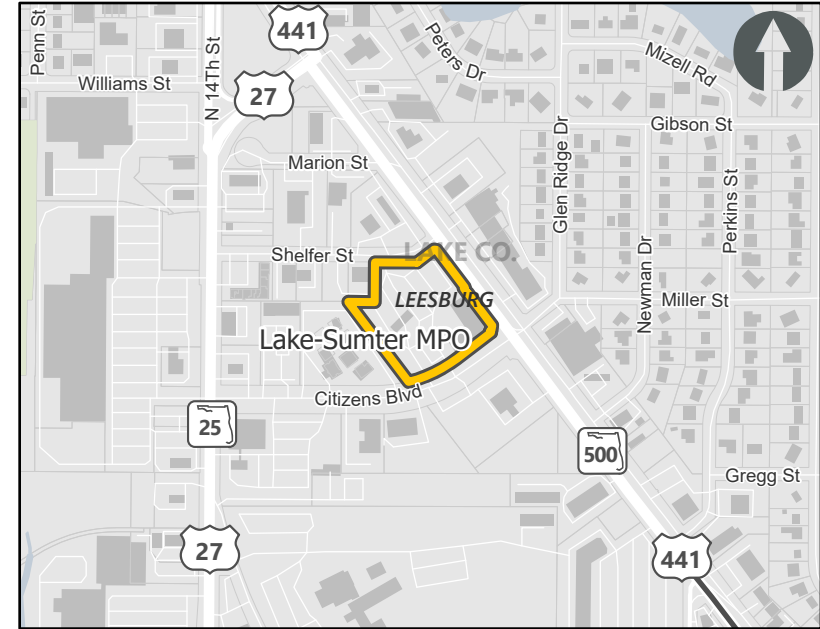 Penn St
Williams St
N 14Th St
441
27
Peters Dr
Mizell Rd
Gibson St
Marion St
Glen Ridge Dr
Perkins St
Shelfer St
LAKE CO.
LEESBURG
Newman Dr
Miller St
Lake-Sumter MPO
Citizens Blvd
25
500
Gregg St
27
441